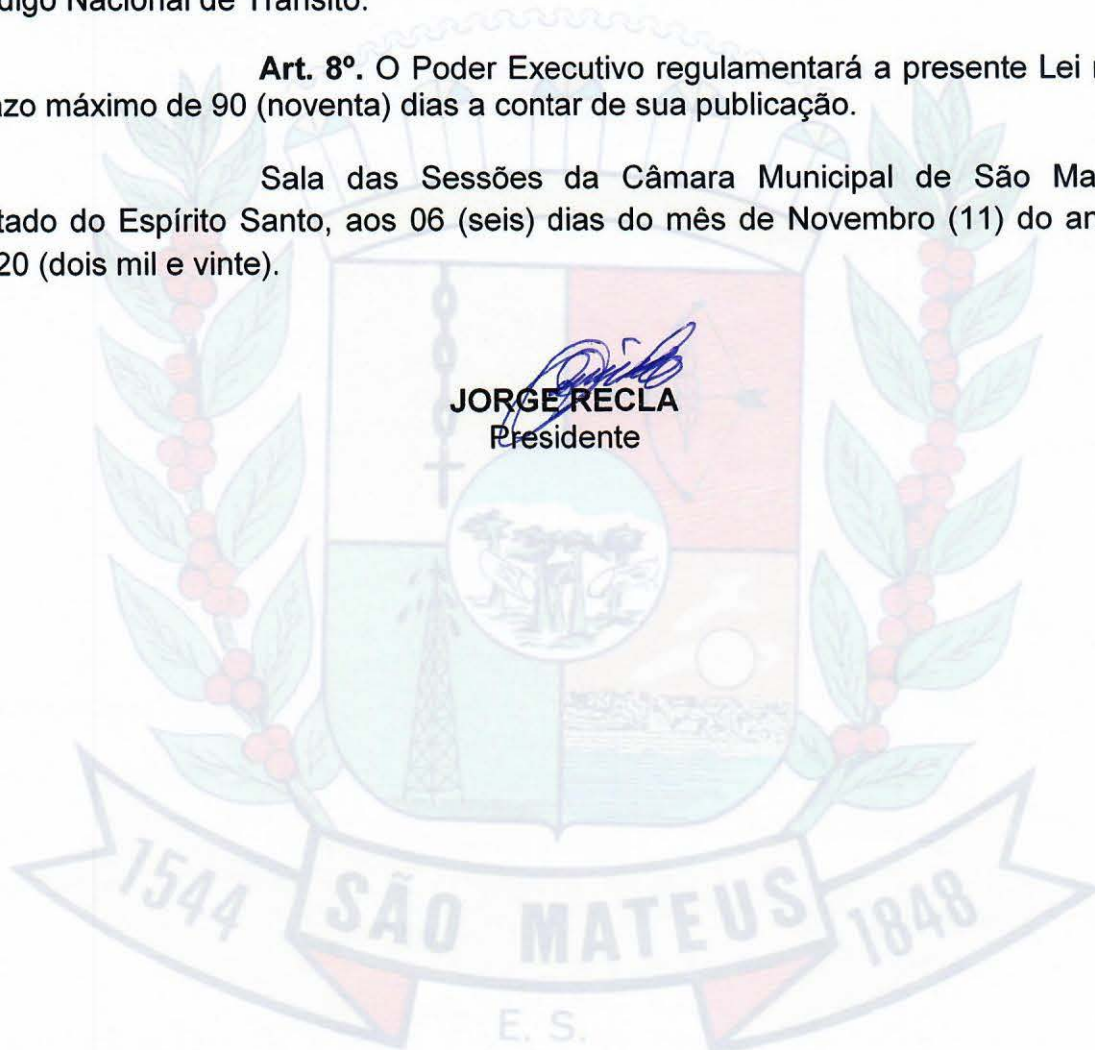 digo Nacional de Trânsito.
Art. 8º. O Poder Executivo regulamentará a presente Lei
azo máximo de 90 (noventa) dias a contar de sua publicação.
Sala das Sessões da Câmara Municipal de São Ma
tado do Espírito Santo, aos 06 (seis) dias do mês de Novembro (11) do an
20 (dois mil e vinte).
JORGE RECLA
Presidente
1544
SÃO MATEUS
1848
E. S.